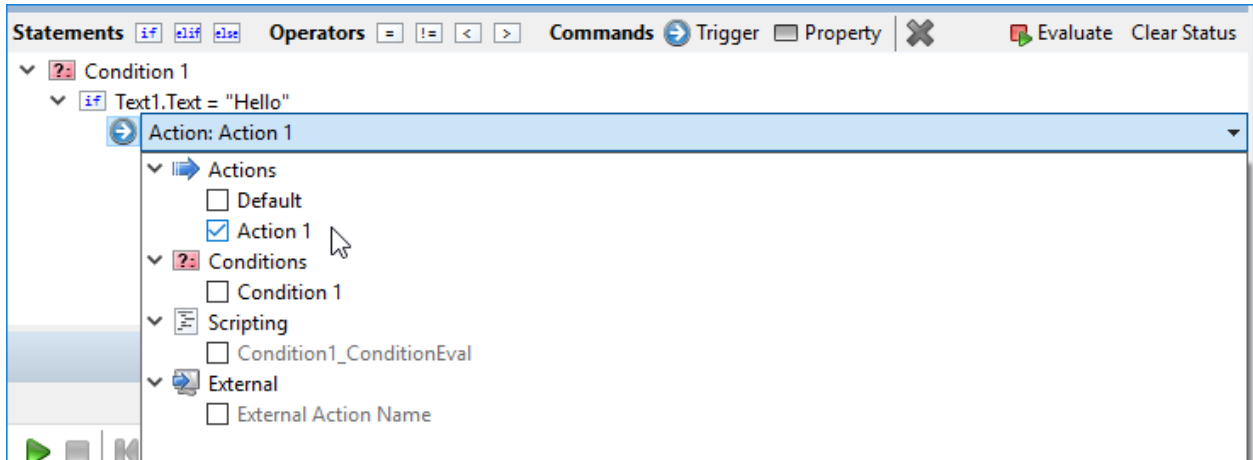 Statements if elif else Operators = != < > Commands Trigger Property Evaluate Clear Status
?: Condition 1
if Text1.Text = "Hello"
Action: Action 1
Actions
Default
Action 1
?: Conditions
Condition 1
Scripting
Condition1_ConditionEval
External
External Action Name